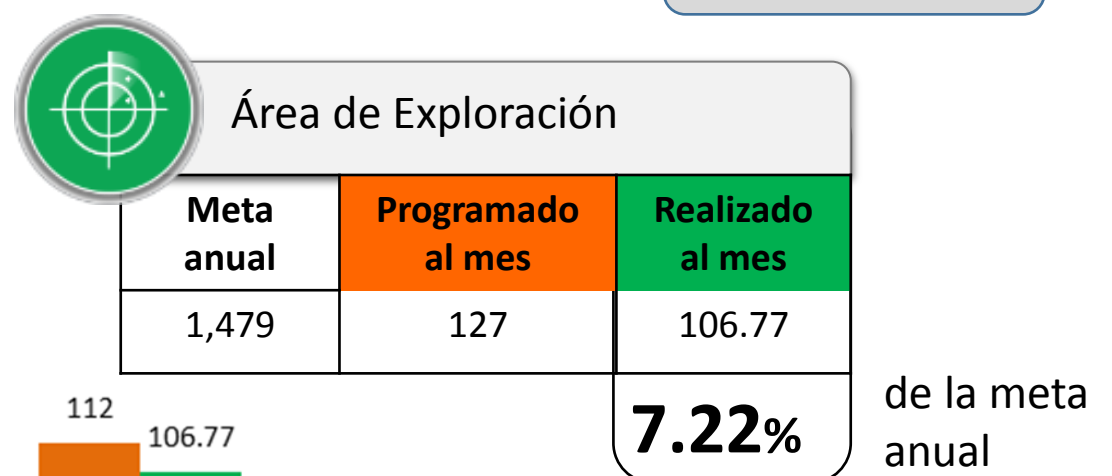 Área de Exploración
Meta anual
Programado al mes
Realizado al mes
1,479
127
106.77
7.22%
de la meta anual
112
106.77